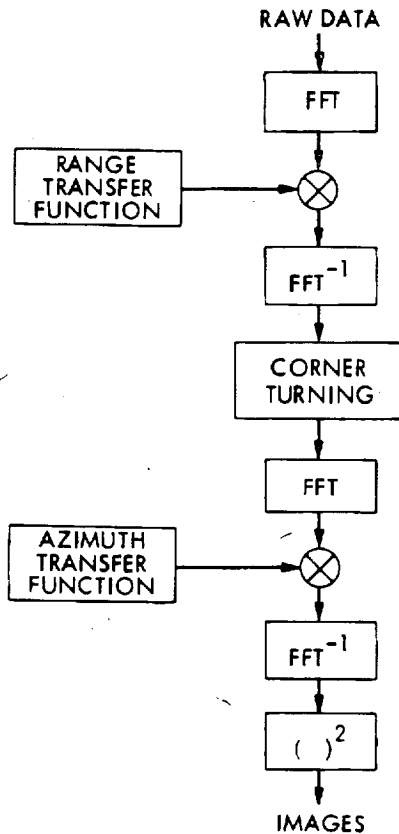 RAW DATA
FFT
RANGE
TRANSFER
FUNCTION
FFT⁻¹
CORNER
TURNING
FFT
AZIMUTH
TRANSFER
FUNCTION
FFT⁻¹
( )²
IMAGES